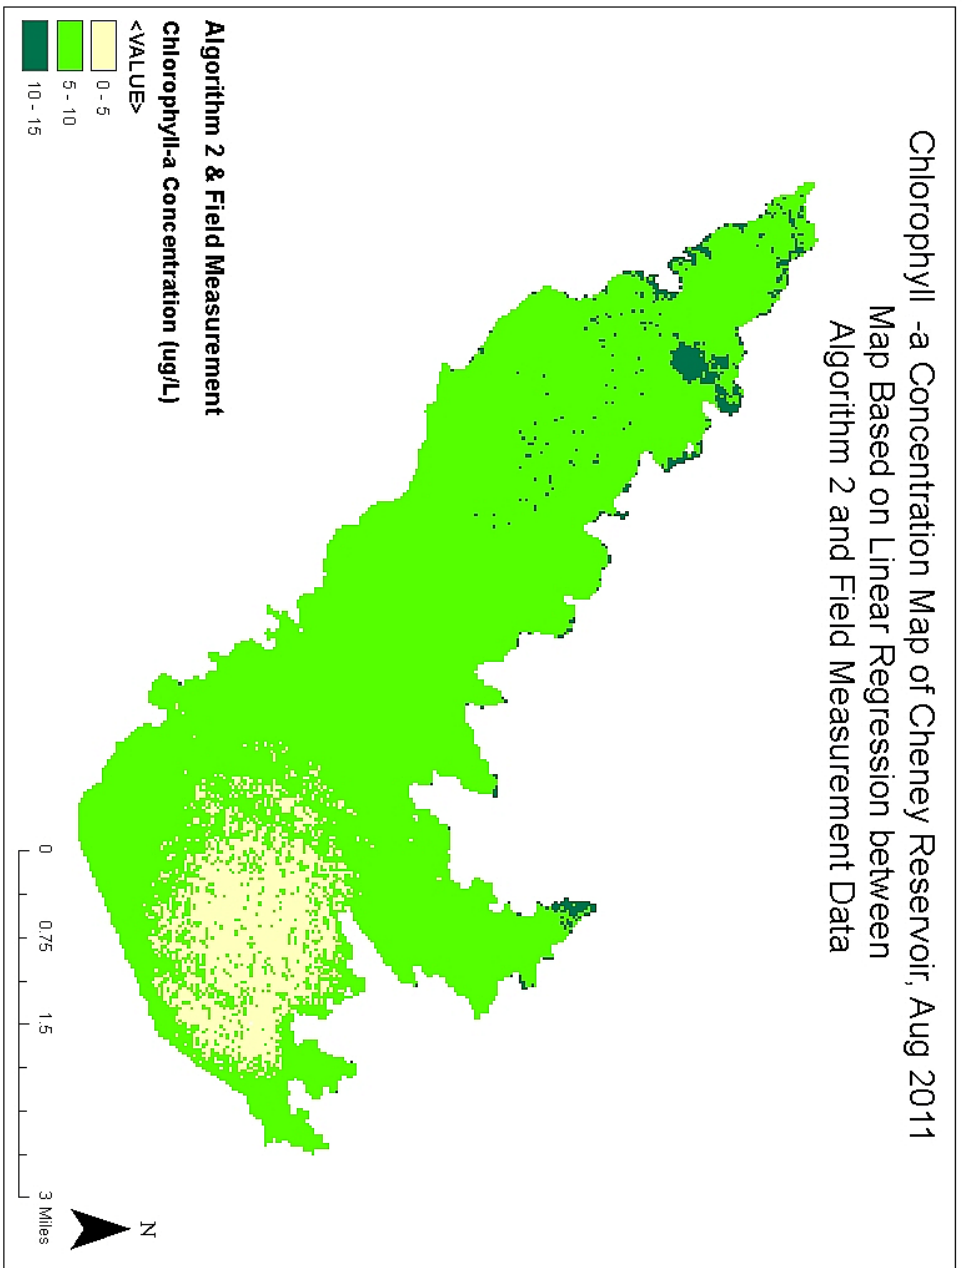 Chlorophyll -a Concentration Map of Cheney Reservoir, Aug 2011
Map Based on Linear Regression between
Algorithm 2 and Field Measurement Data
Algorithm 2 & Field Measurement
Chlorophyll-a Concentration (ug/L)
<VALUE>
0 - 5
5 - 10
10 - 15
N
0 0.75 1.5 3 Miles